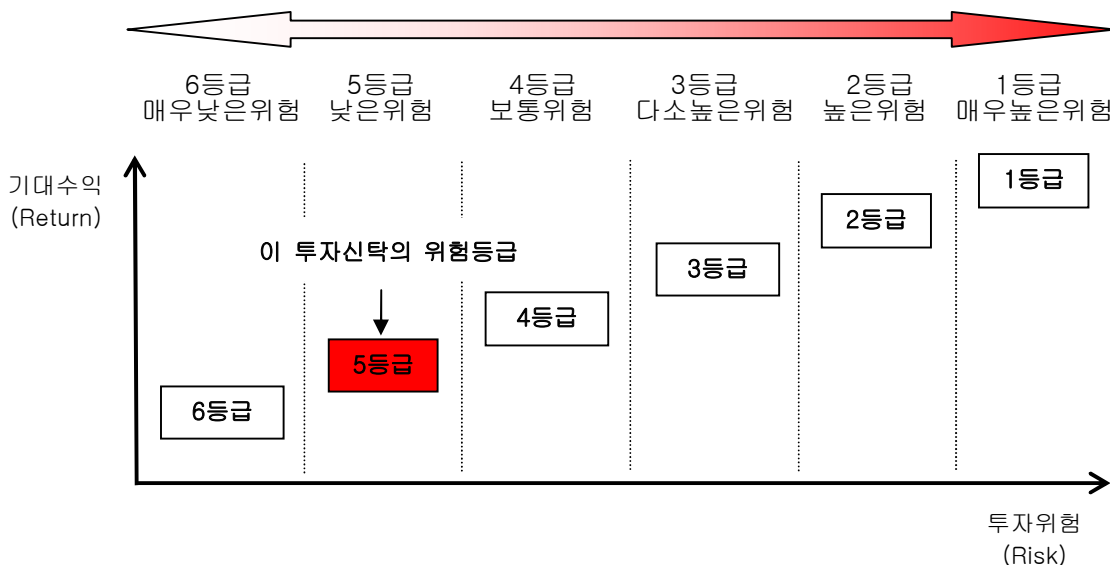 6등급 5등급 4등급 3등급 2등급 1등급
매우낮은위험 낮은위험 보통위험 다소높은위험 높은위험 매우높은위험
기대수익
(Return)
1등급
2등급
이 투자신탁의 위험등급
3등급
4등급
5등급
6등급
투자위험
(Risk)